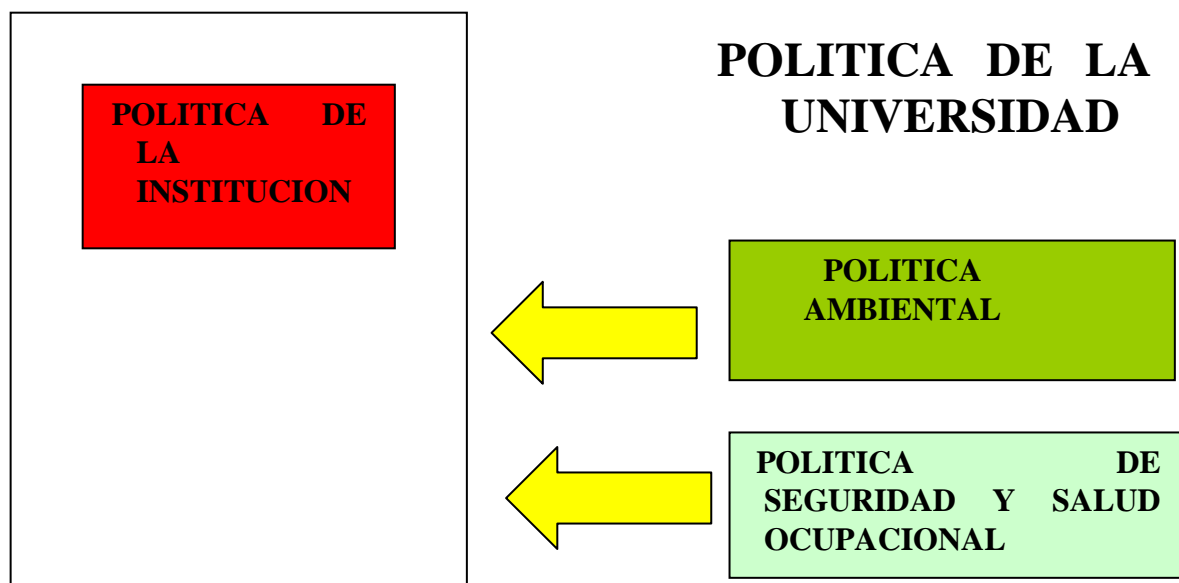 POLITICA DE LA
UNIVERSIDAD
POLITICA DE
LA
INSTITUCION
POLITICA
AMBIENTAL
POLITICA DE
SEGURIDAD Y SALUD
OCUPACIONAL